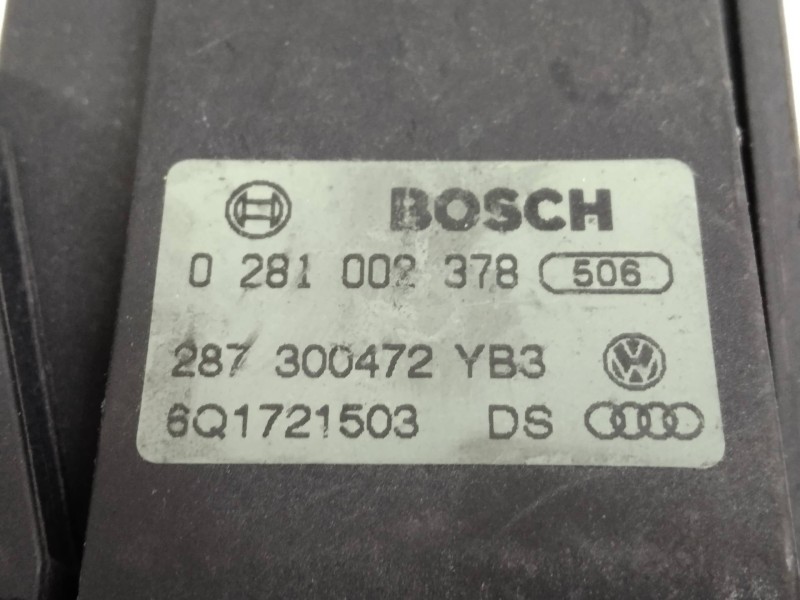 BOSCH
0 281 002 378 506
287 300472 YB3
6Q1721503 DS